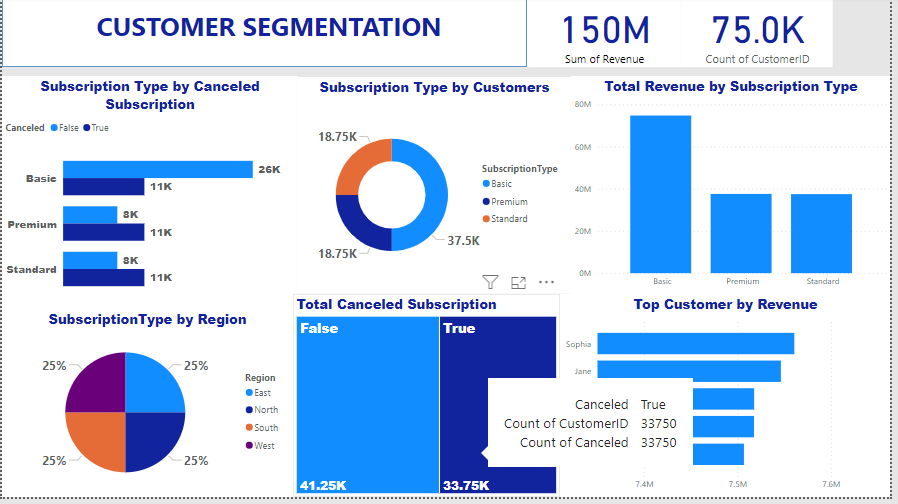 CUSTOMER SEGMENTATION
150M
Sum of Revenue
75.0K
Count of CustomerID
Subscription Type by Canceled
Subscription
Canceled False True
Basic
26K
11K
Premium
8K
11K
Standard
8K
11K
Subscription Type by Customers
18.75K
18.75K
37.5K
SubscriptionType
Basic
Premium
Standard
Total Revenue by Subscription Type
80M
60M
40M
20M
0M
Basic Premium Standard
SubscriptionType by Region
25% 25%
25% 25%
Region
East
North
South
West
Total Canceled Subscription
False
41.25K
True
33.75K
Canceled True
Count of CustomerID 33750
Count of Canceled 33750
Top Customer by Revenue
Sophia
Jane
7.4M 7.5M 7.6M